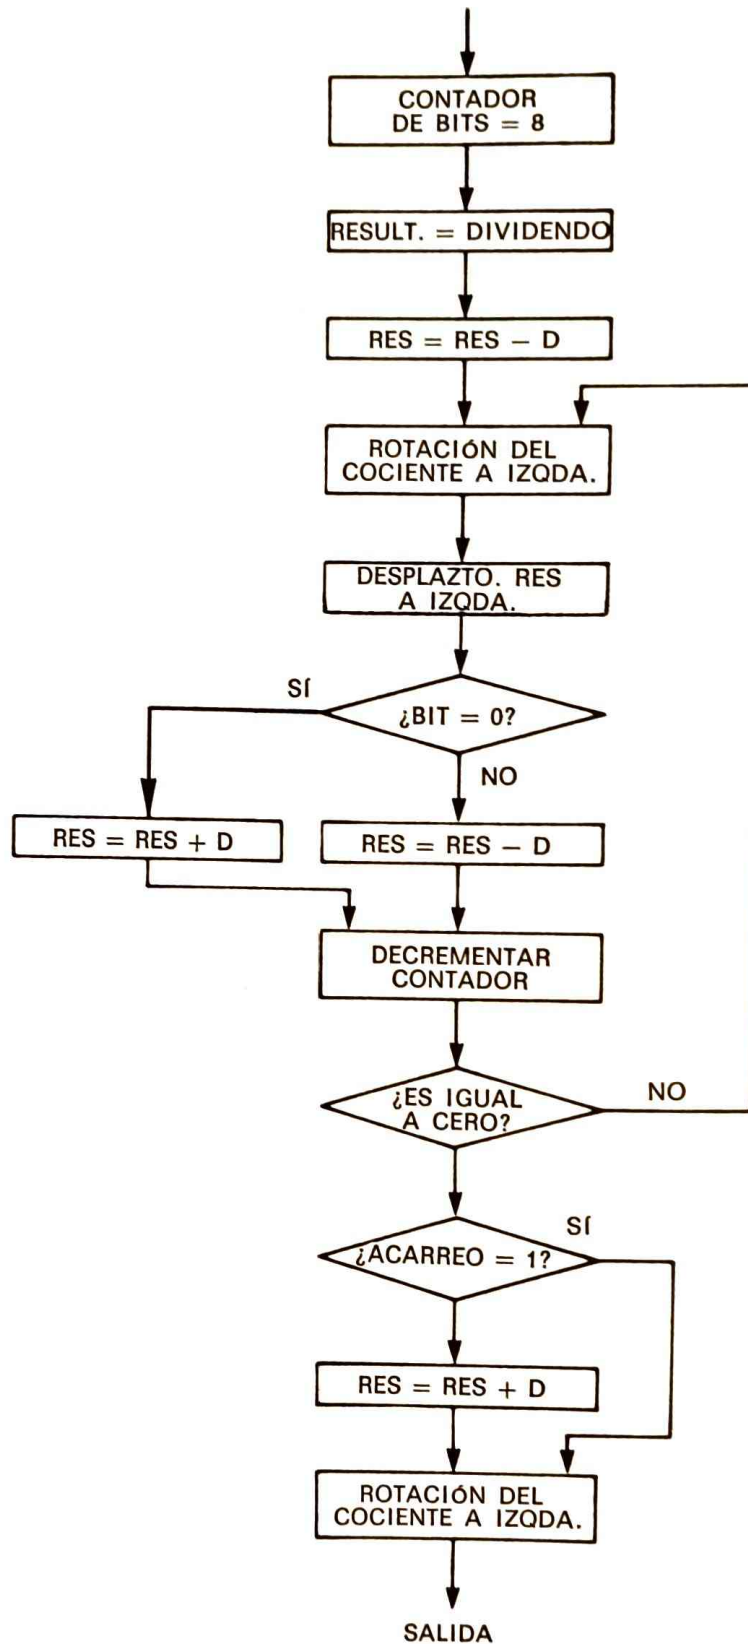 CONTADOR
DE BITS = 8
RESULT. = DIVIDENDO
RES = RES − D
ROTACIÓN DEL
COCIENTE A IZQDA.
DESPLAZTO. RES
A IZQDA.
SÍ
¿BIT = 0?
NO
RES = RES + D
RES = RES − D
DECREMENTAR
CONTADOR
¿ES IGUAL
A CERO?
NO
SÍ
¿ACARREO = 1?
RES = RES + D
ROTACIÓN DEL
COCIENTE A IZQDA.
SALIDA